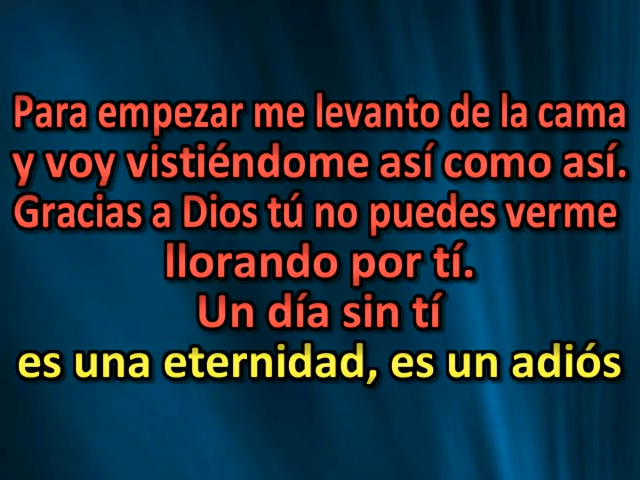 Para empezar me levanto de la cama
y voy vistiéndome así como así.
Gracias a Dios tú no puedes verme
llorando por tí.
Un día sin tí
es una eternidad, es un adiós